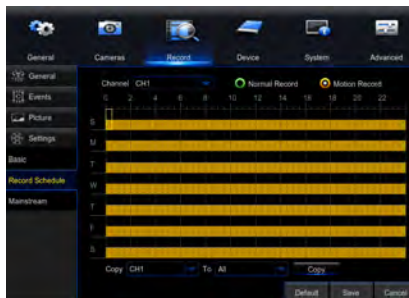 General Cameras Record Device System Advanced
General
Events
Picture
Settings
Basic
Record Schedule
Mainstream
Channel CH1 Normal Record Motion Record
0 2 4 6 8 10 12 14 16 18 20 22
S
M
T
W
T
F
S
Copy CH1 To All Copy
Default Save Cancel